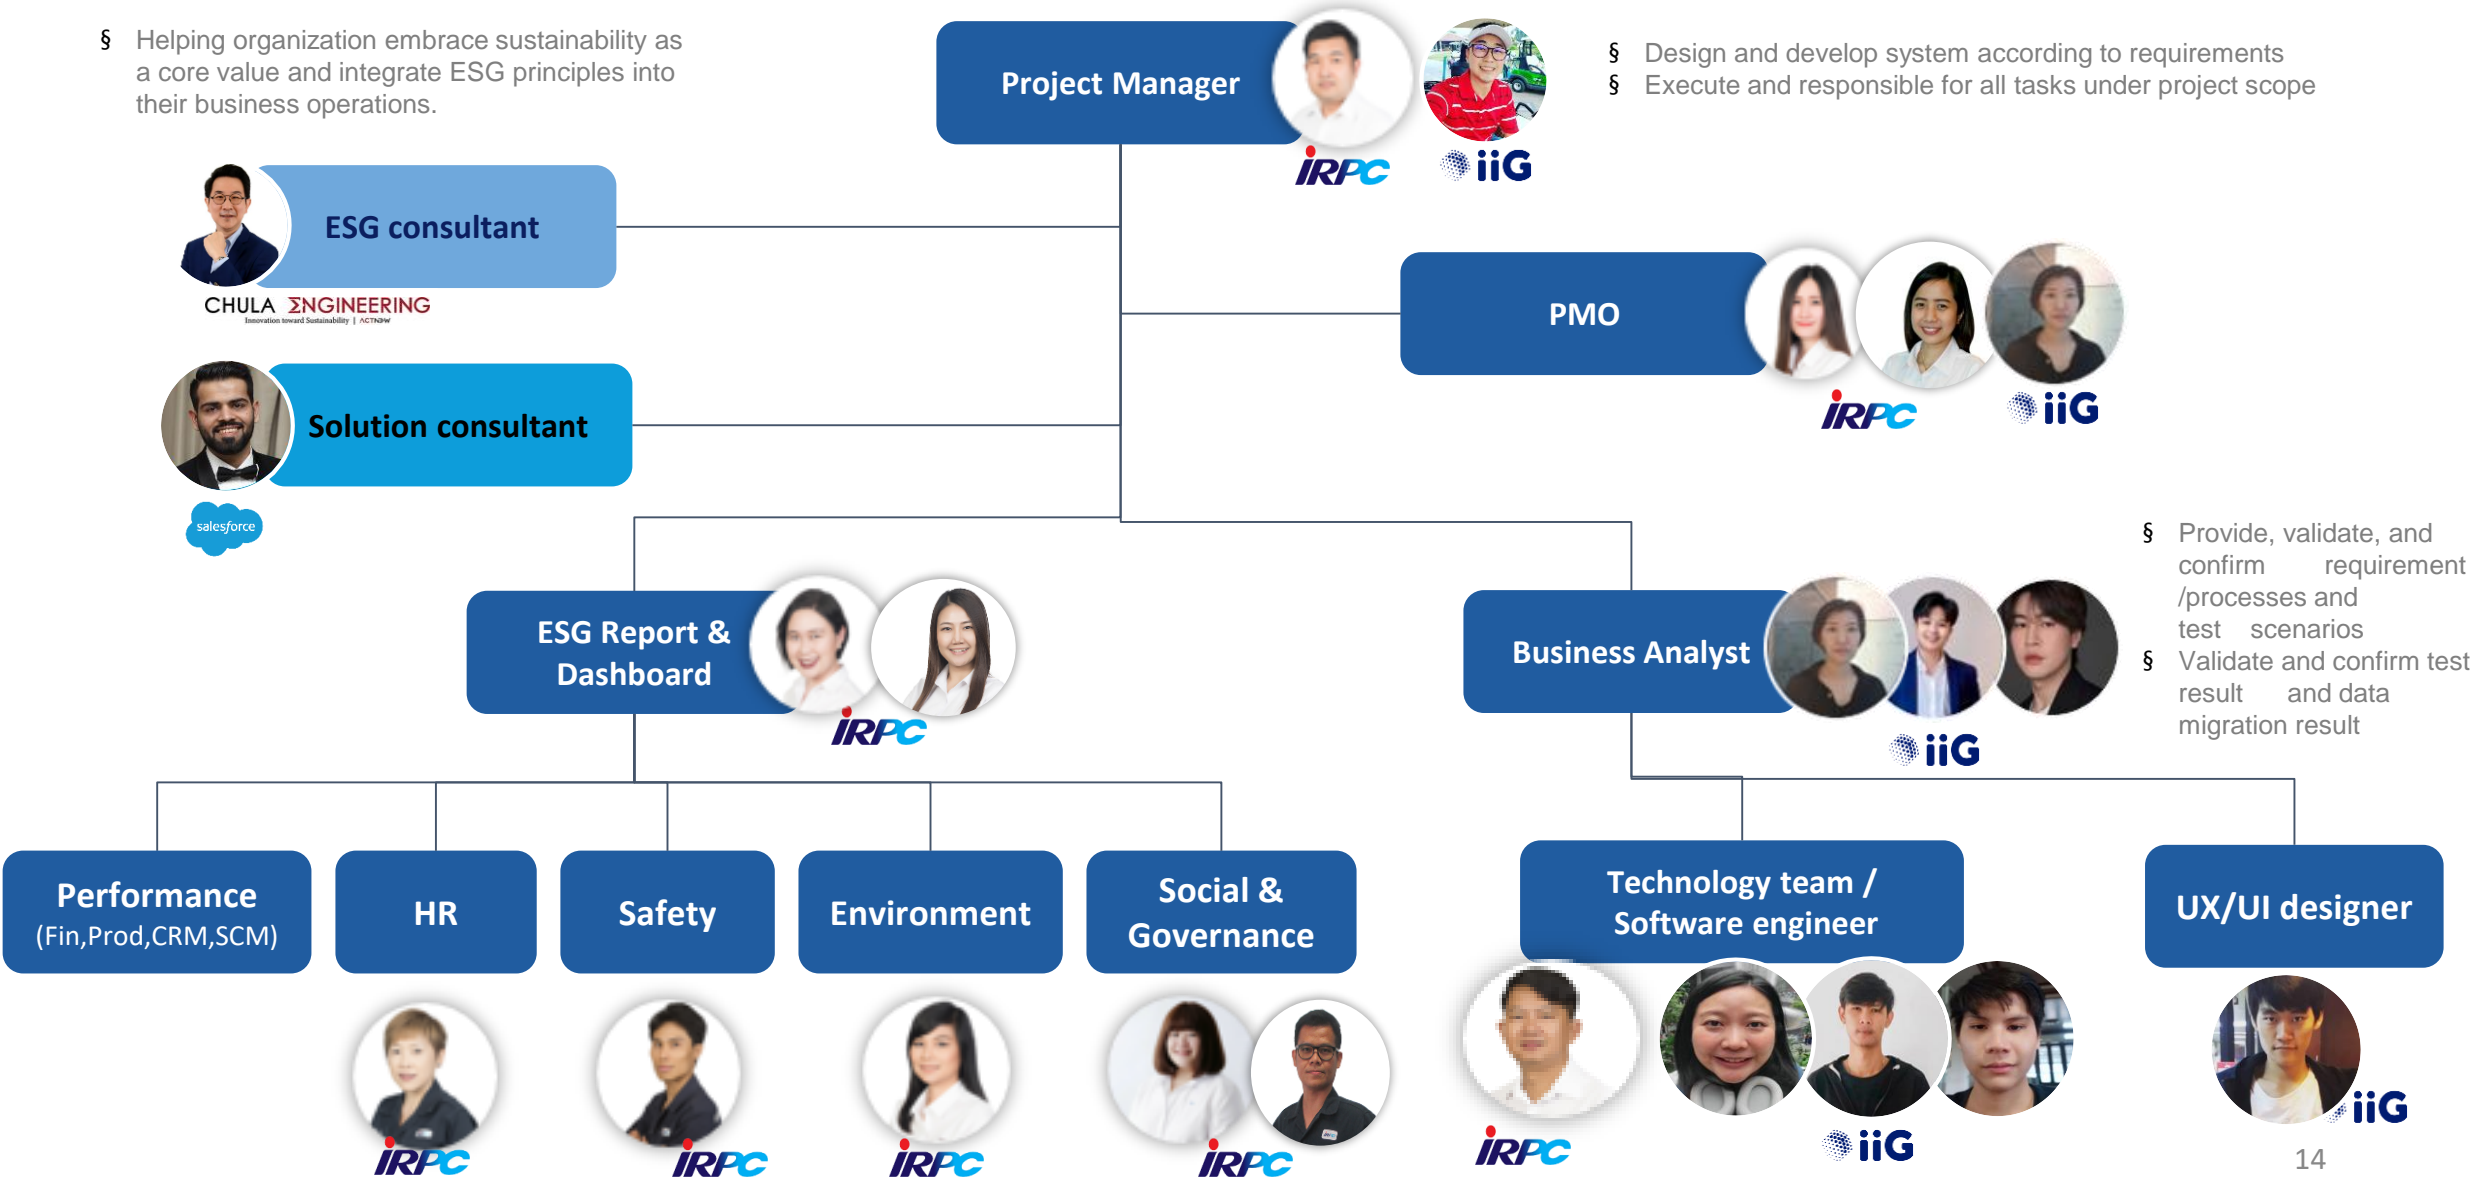 § Helping organization embrace sustainability as
a core value and integrate ESG principles into
their business operations.
Project Manager
IRPC
iiG
§ Design and develop system according to requirements
§ Execute and responsible for all tasks under project scope
ESG consultant
CHULA ΣNGINEERING
Innovation toward Sustainability | ACTNOW
PMO
IRPC
iiG
Solution consultant
salesforce
ESG Report &
Dashboard
IRPC
Business Analyst
iiG
§ Provide, validate, and
confirm requirement
/processes and
test scenarios
§ Validate and confirm test
result and data
migration result
Performance
(Fin,Prod,CRM,SCM)
HR
IRPC
Safety
IRPC
Environment
IRPC
Social &
Governance
IRPC
Technology team /
Software engineer
IRPC
iiG
UX/UI designer
iiG
14